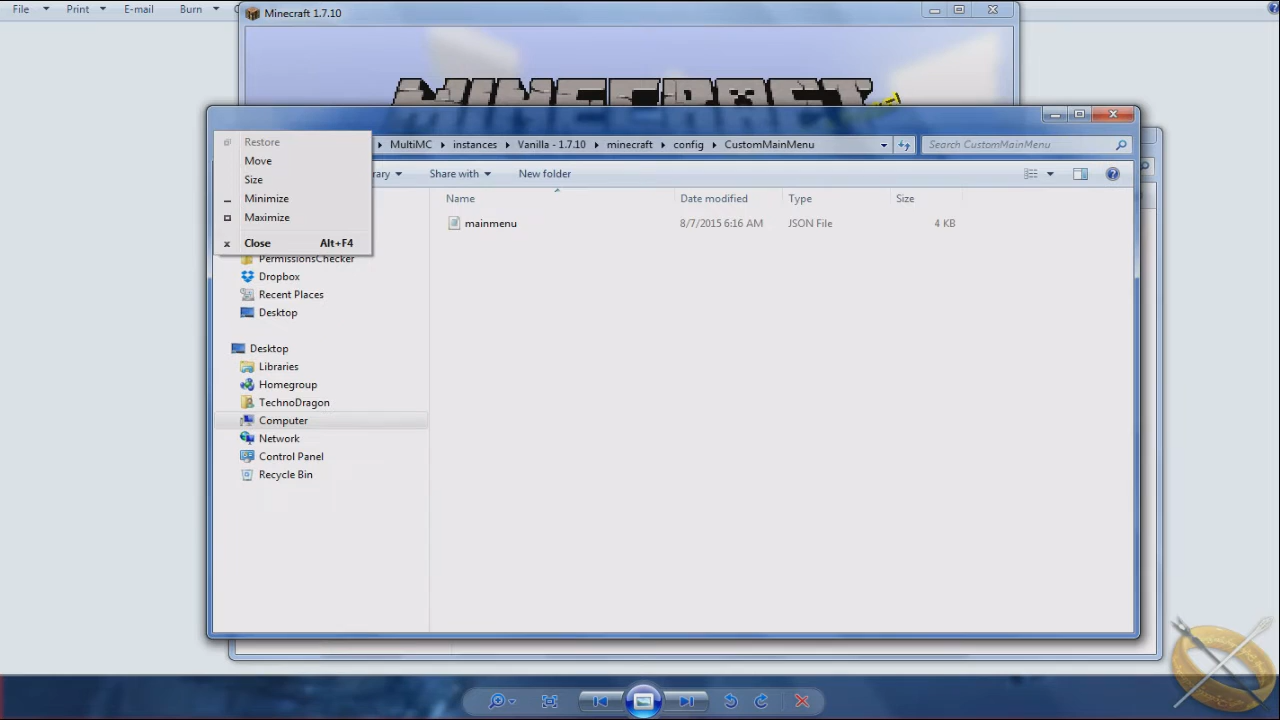 File Print E-mail Burn
Minecraft 1.7.10
MINECRAFT
MultiMC instances Vanilla - 1.7.10 minecraft config CustomMainMenu Search CustomMainMenu
Share with New folder
Restore
Move
Size
Minimize
Maximize
Close Alt+F4
Name Date modified Type Size
mainmenu 8/7/2015 6:16 AM JSON File 4 KB
PermissionsChecker
Dropbox
Recent Places
Desktop
Desktop
Libraries
Homegroup
TechnoDragon
Computer
Network
Control Panel
Recycle Bin